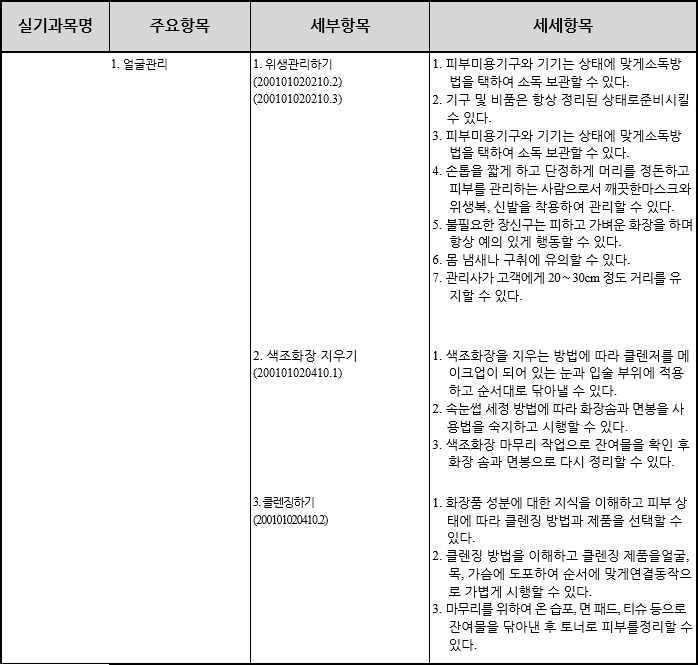 실기과목명 주요항목 세부항목 세세항목
1. 얼굴관리
1. 위생관리하기
(200101020210.2)
(200101020210.3)
1. 피부미용기구와 기기는 상태에 맞게소독방
법을 택하여 소독 보관할 수 있다.
2. 기구 및 비품은 항상 정리된 상태로준비시킬
수 있다.
3. 피부미용기구와 기기는 상태에 맞게소독방
법을 택하여 소독 보관할 수 있다.
4. 손톱을 짧게 하고 단정하게 머리를 정돈하고
피부를 관리하는 사람으로서 깨끗한마스크와
위생복, 신발을 착용하여 관리할 수 있다.
5. 불필요한 장신구는 피하고 가벼운 화장을 하며
항상 예의 있게 행동할 수 있다.
6. 몸 냄새나 구취에 유의할 수 있다.
7. 관리사가 고객에게 20～30cm 정도 거리를 유
지할 수 있다.
2. 색조화장 지우기
(200101020410.1)
1. 색조화장을 지우는 방법에 따라 클렌저를 메
이크업이 되어 있는 눈과 입술 부위에 적용
하고 순서대로 닦아낼 수 있다.
2. 속눈썹 세정 방법에 따라 화장솜과 면봉을 사
용법을 숙지하고 시행할 수 있다.
3. 색조화장 마무리 작업으로 잔여물을 확인 후
화장 솜과 면봉으로 다시 정리할 수 있다.
3. 클렌징하기
(200101020410.2)
1. 화장품 성분에 대한 지식을 이해하고 피부 상
태에 따라 클렌징 방법과 제품을 선택할 수
있다.
2. 클렌징 방법을 이해하고 클렌징 제품을얼굴,
목, 가슴에 도포하여 순서에 맞게연결동작으
로 가볍게 시행할 수 있다.
3. 마무리를 위하여 온 습포, 면 패드, 티슈 등으로
잔여물을 닦아낸 후 토너로 피부를정리할 수
있다.